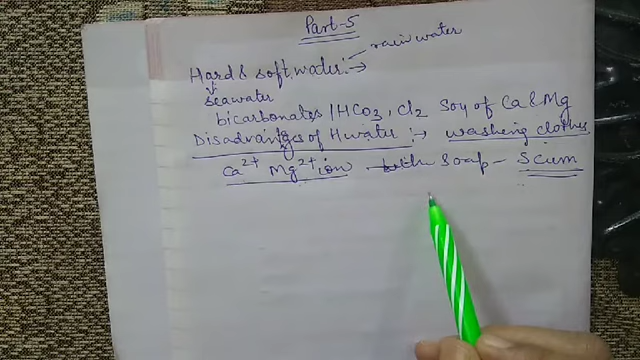 Part-5
rain water
Hard & soft water :→
seawater
bicarbonates / HCO3, Cl2 SO4 of Ca & Mg
Disadvantages of H water :→ washing clothes
Ca2+ Mg2+ ion with Soap - Scum